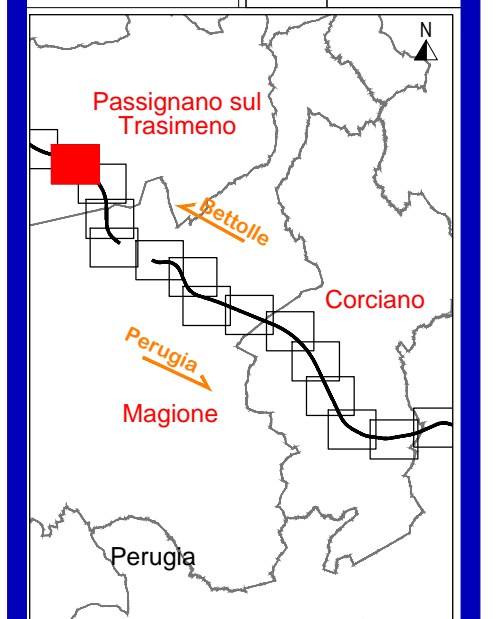 N
Passignano sul
Trasimeno
Bettolle
Corciano
Perugia
Magione
Perugia